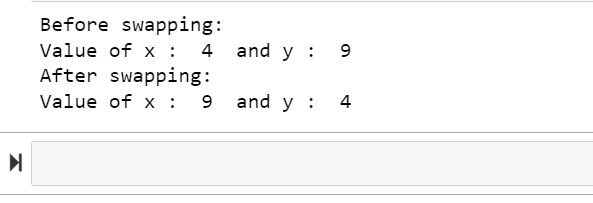 Before swapping:
Value of x :  4  and y :  9
After swapping:
Value of x :  9  and y :  4